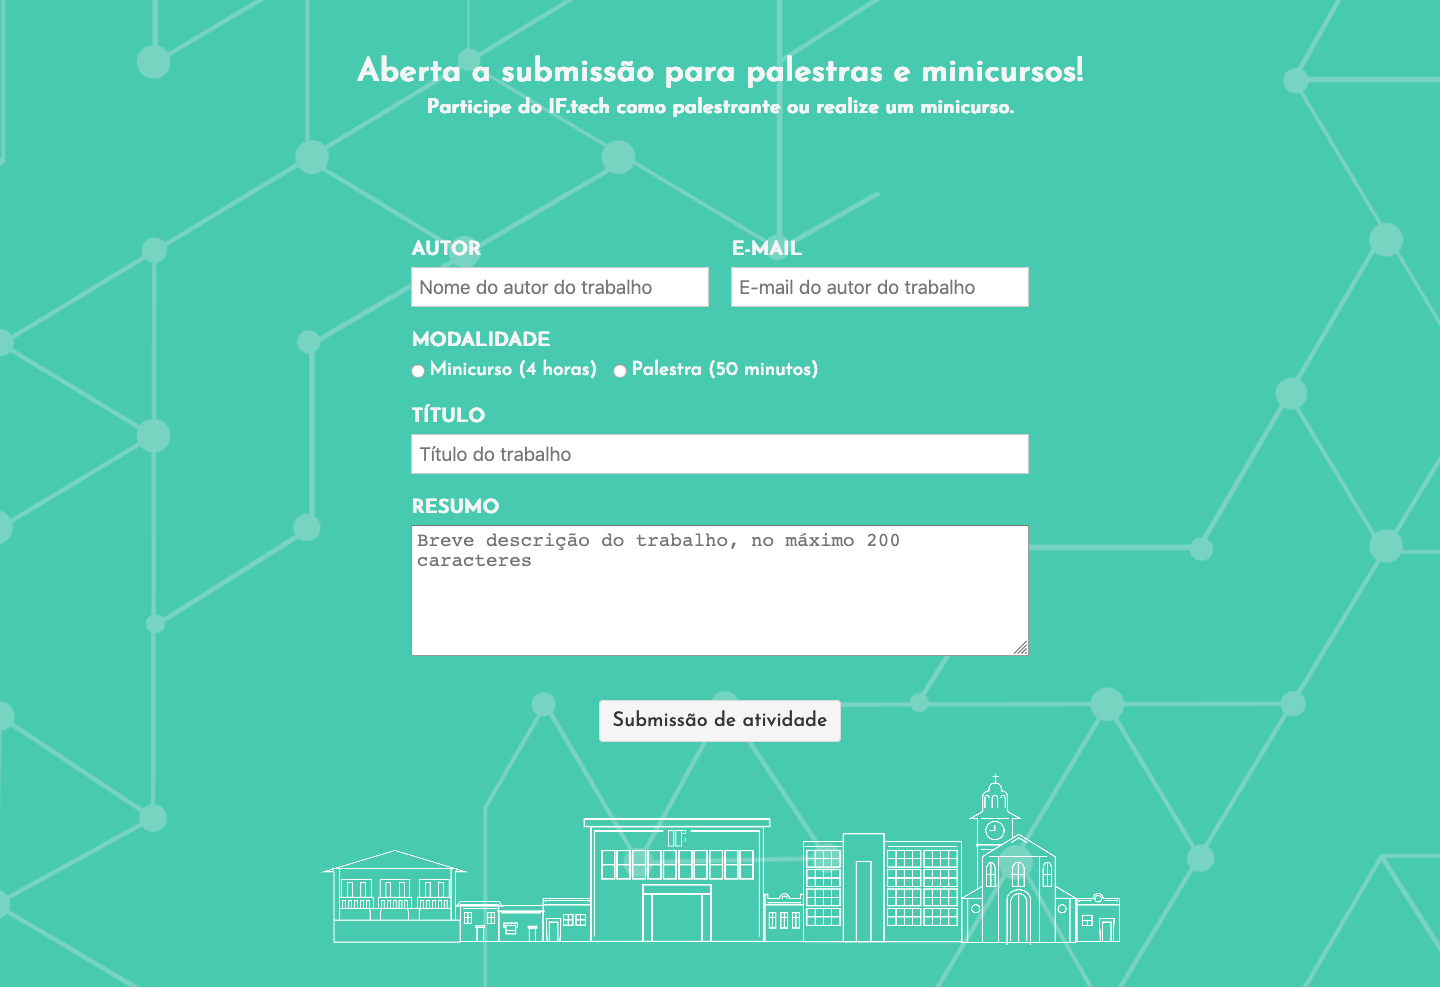 Aberta a submissão para palestras e minicursos!
Participe do IF.tech como palestrante ou realize um minicurso.
AUTOR
E-MAIL
Nome do autor do trabalho
E-mail do autor do trabalho
MODALIDADE
Minicurso (4 horas)
Palestra (50 minutos)
TÍTULO
Título do trabalho
RESUMO
Breve descrição do trabalho, no máximo 200
caracteres
Submissão de atividade
IF